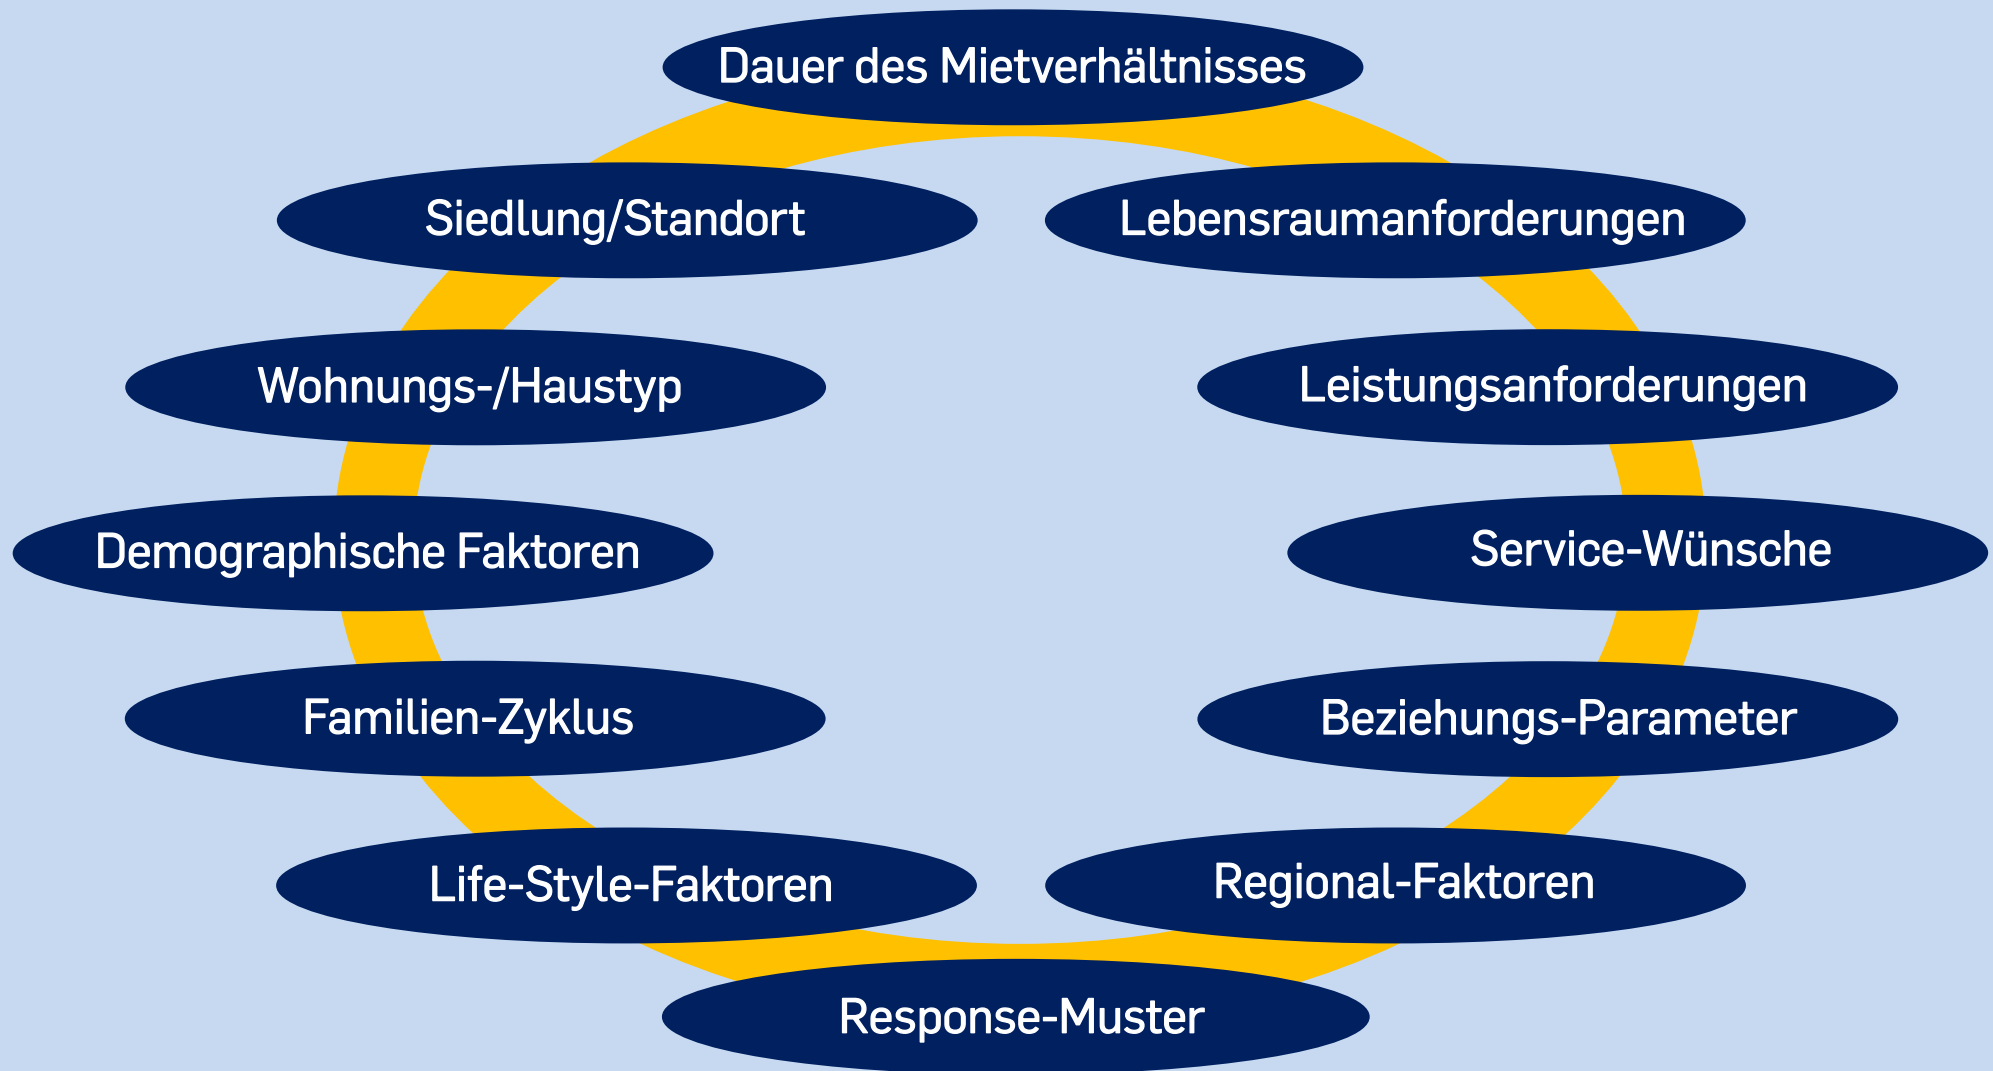 Dauer des Mietverhältnisses
Siedlung/Standort
Lebensraumanforderungen
Wohnungs-/Haustyp
Leistungsanforderungen
Demographische Faktoren
Service-Wünsche
Familien-Zyklus
Beziehungs-Parameter
Life-Style-Faktoren
Regional-Faktoren
Response-Muster